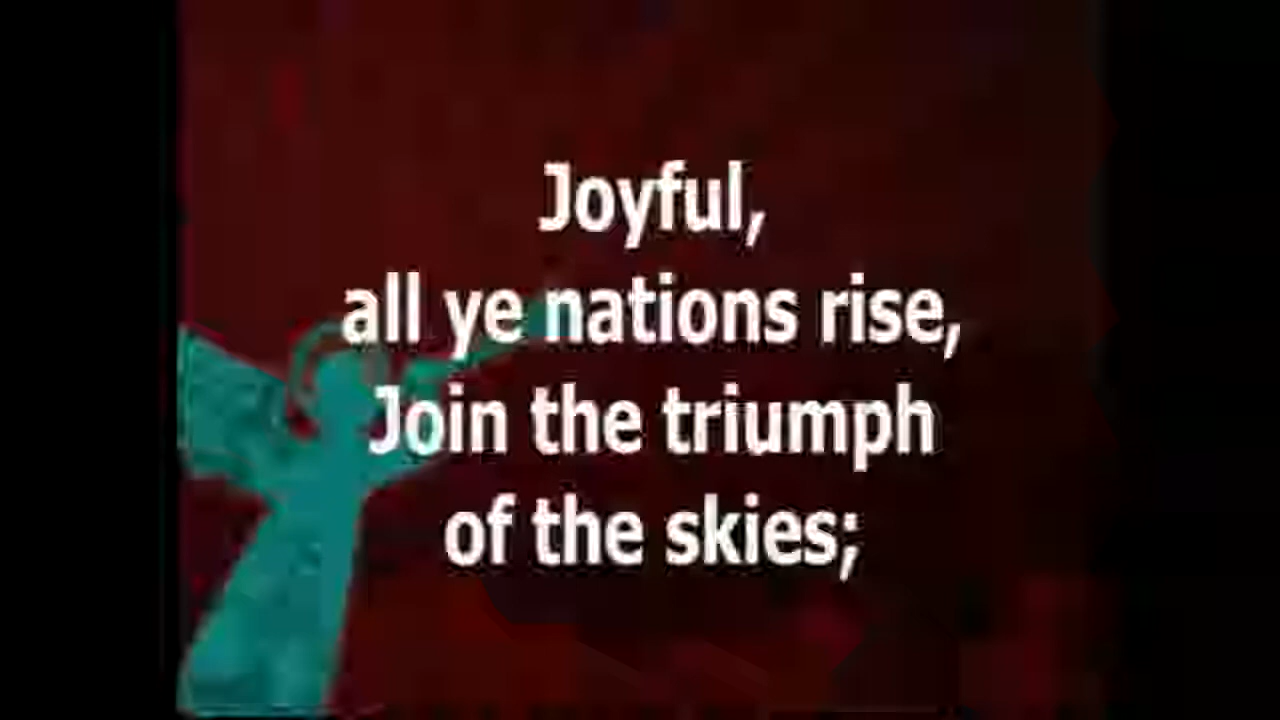 Joyful,
all ye nations rise,
Join the triumph
of the skies;